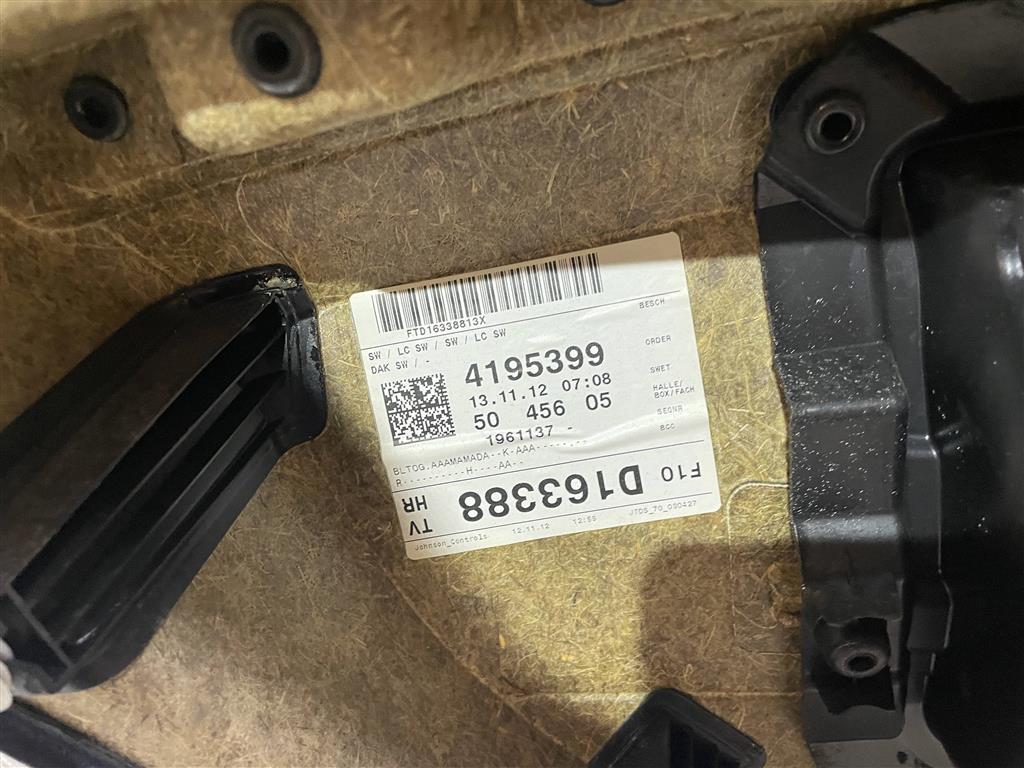 FTD16338813X
BESCH
SW / LC SW / SW / LC SW
DAK SW / -
ORDER
4195399
SWET
13.11.12 07:08
HALLE/
BOX/FACH
50 456 05
SEQNR
1961137 -
BCC
BLTOG.AAAMAMADA--K-AAA-----.--
R----------H----AA--
F10 D163388 TV
HR
Johnson_Controls 12.11.12 12:55 JTDS_70_090427